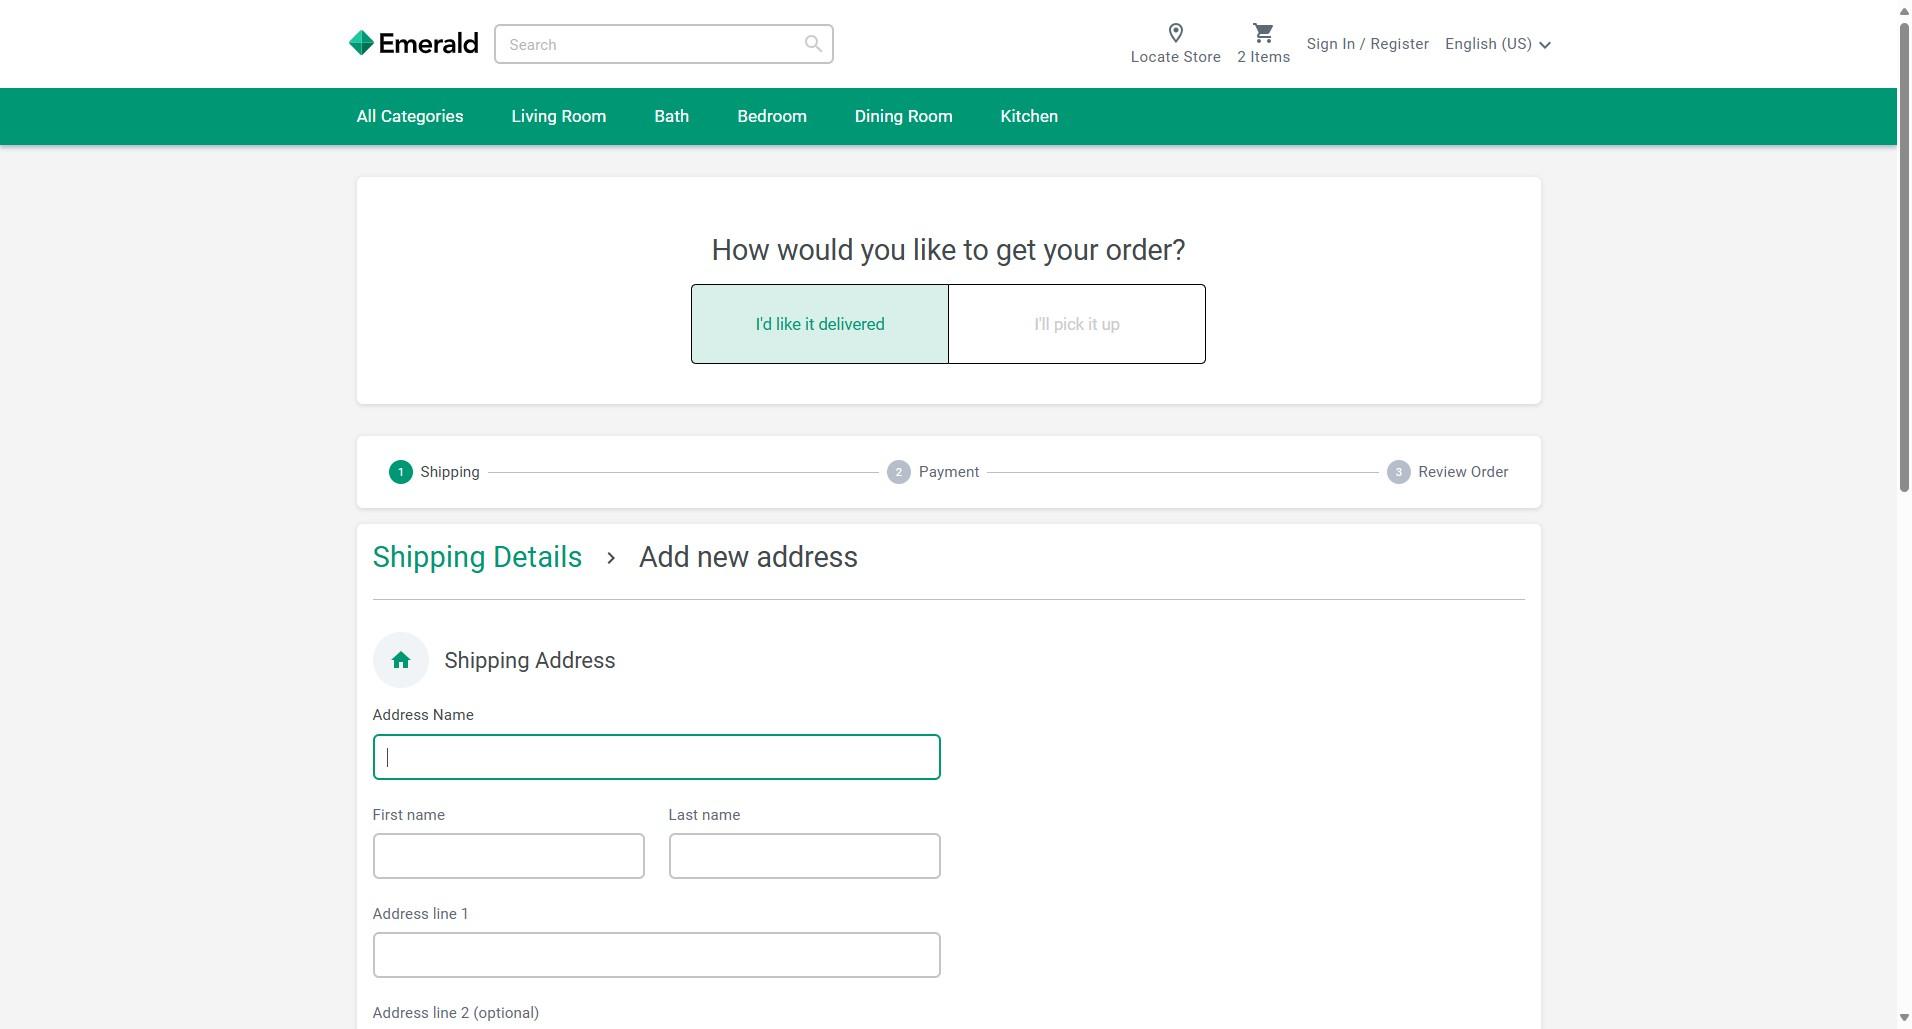 Emerald
Search
Locate Store
2 Items
Sign In / Register
English (US)
All Categories
Living Room
Bath
Bedroom
Dining Room
Kitchen
How would you like to get your order?
I'd like it delivered
I'll pick it up
1 Shipping
2 Payment
3 Review Order
Shipping Details › Add new address
Shipping Address
Address Name
First name
Last name
Address line 1
Address line 2 (optional)